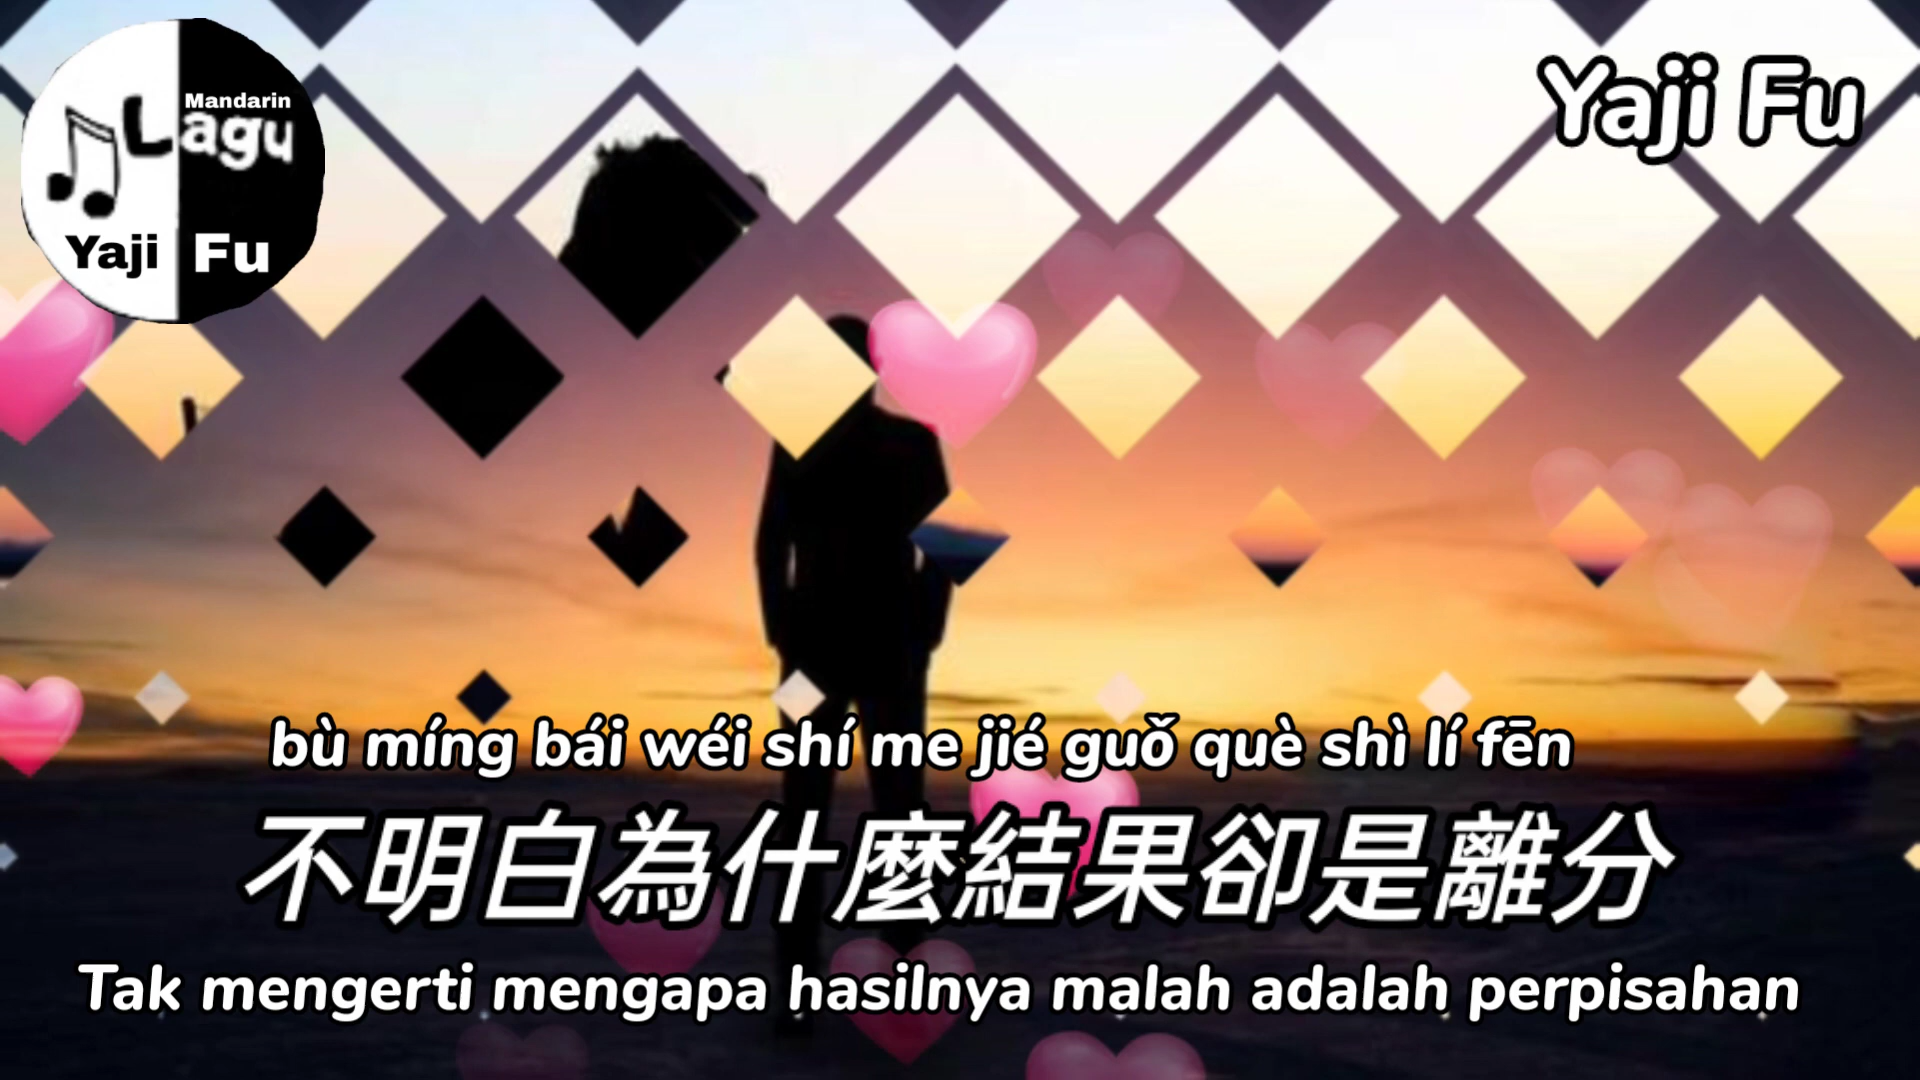 Mandarin
Lagu
Yaji Fu
Yaji Fu
bù míng bái wéi shí me jié guǒ què shì lí fēn
不明白為什麼結果卻是離分
Tak mengerti mengapa hasilnya malah adalah perpisahan